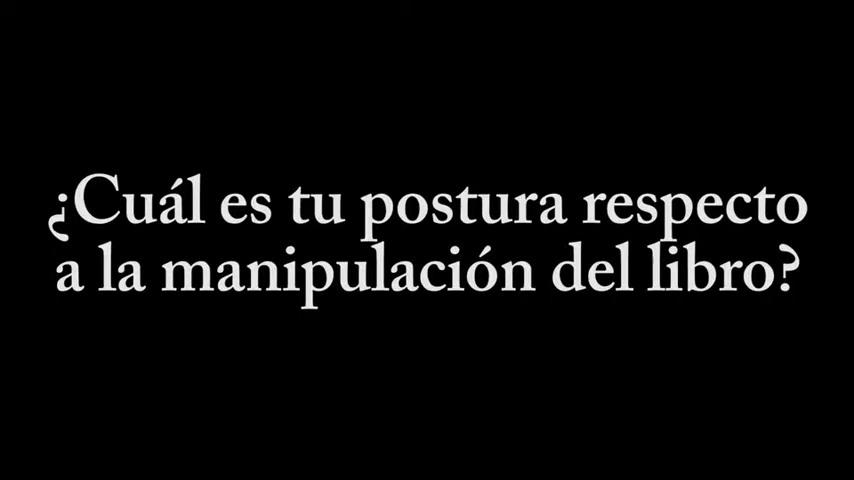 ¿Cuál es tu postura respecto
a la manipulación del libro?